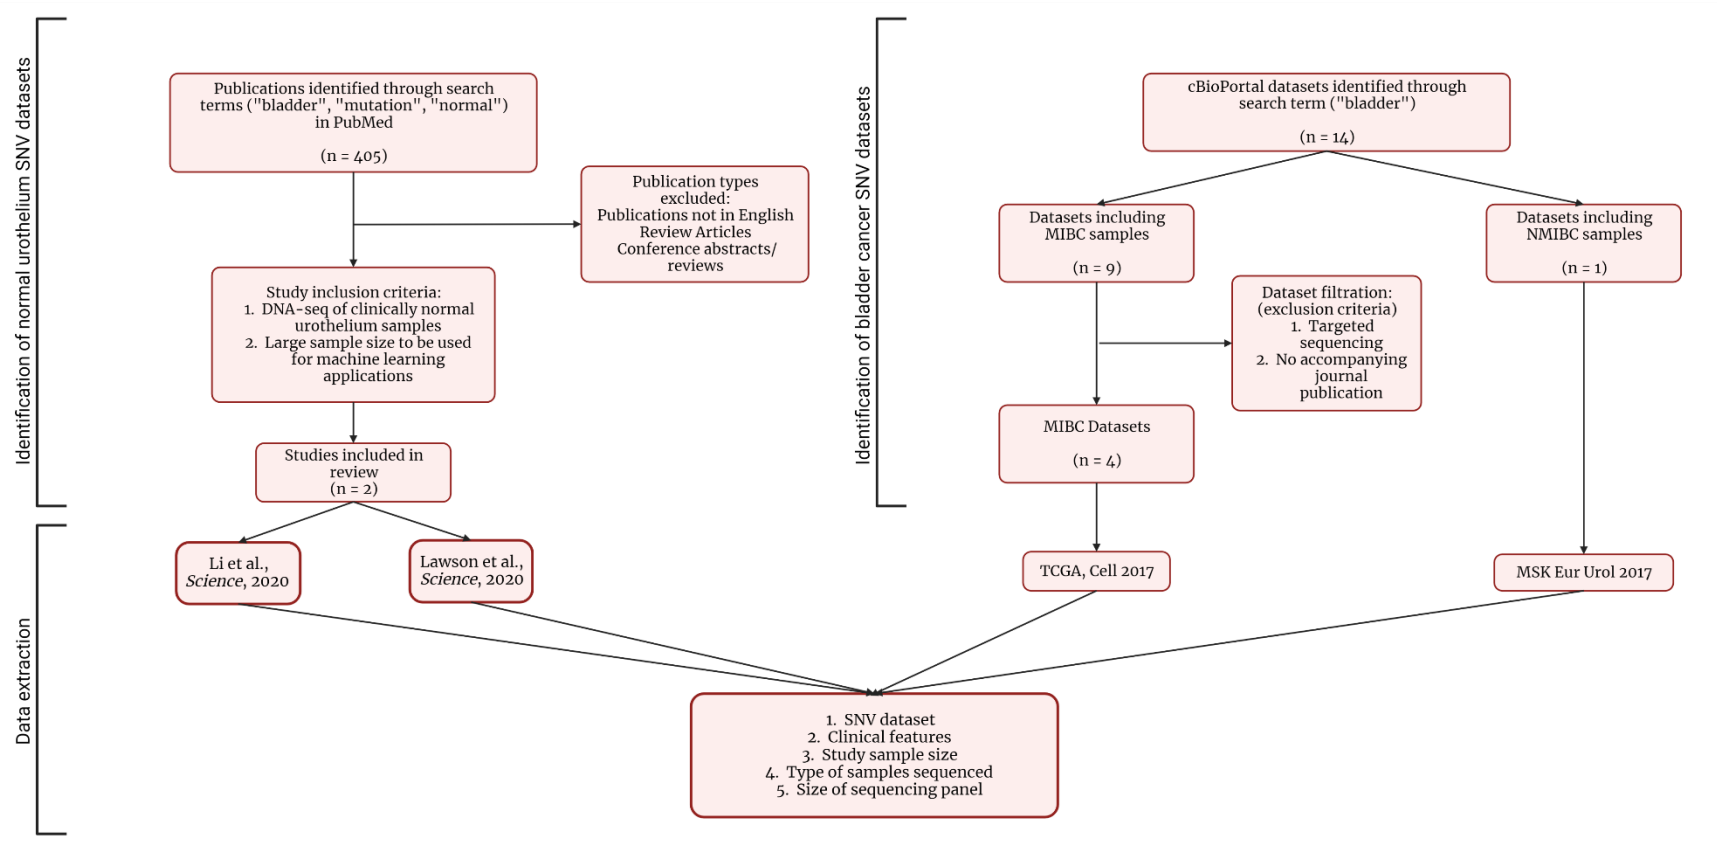 Identification of normal urothelium SNV datasets
Publications identified through search
terms ("bladder", "mutation", "normal")
in PubMed
(n = 405)
Publication types
excluded:
Publications not in English
Review Articles
Conference abstracts/
reviews
Study inclusion criteria:
1. DNA-seq of clinically normal
urothelium samples
2. Large sample size to be used
for machine learning
applications
Studies included in
review
(n = 2)
Identification of bladder cancer SNV datasets
cBioPortal datasets identified through
search term ("bladder")
(n = 14)
Datasets including
MIBC samples
(n = 9)
Datasets including
NMIBC samples
(n = 1)
Dataset filtration:
(exclusion criteria)
1. Targeted
sequencing
2. No accompanying
journal
publication
MIBC Datasets
(n = 4)
Data extraction
Li et al.,
Science, 2020
Lawson et al.,
Science, 2020
TCGA, Cell 2017
MSK Eur Urol 2017
1. SNV dataset
2. Clinical features
3. Study sample size
4. Type of samples sequenced
5. Size of sequencing panel